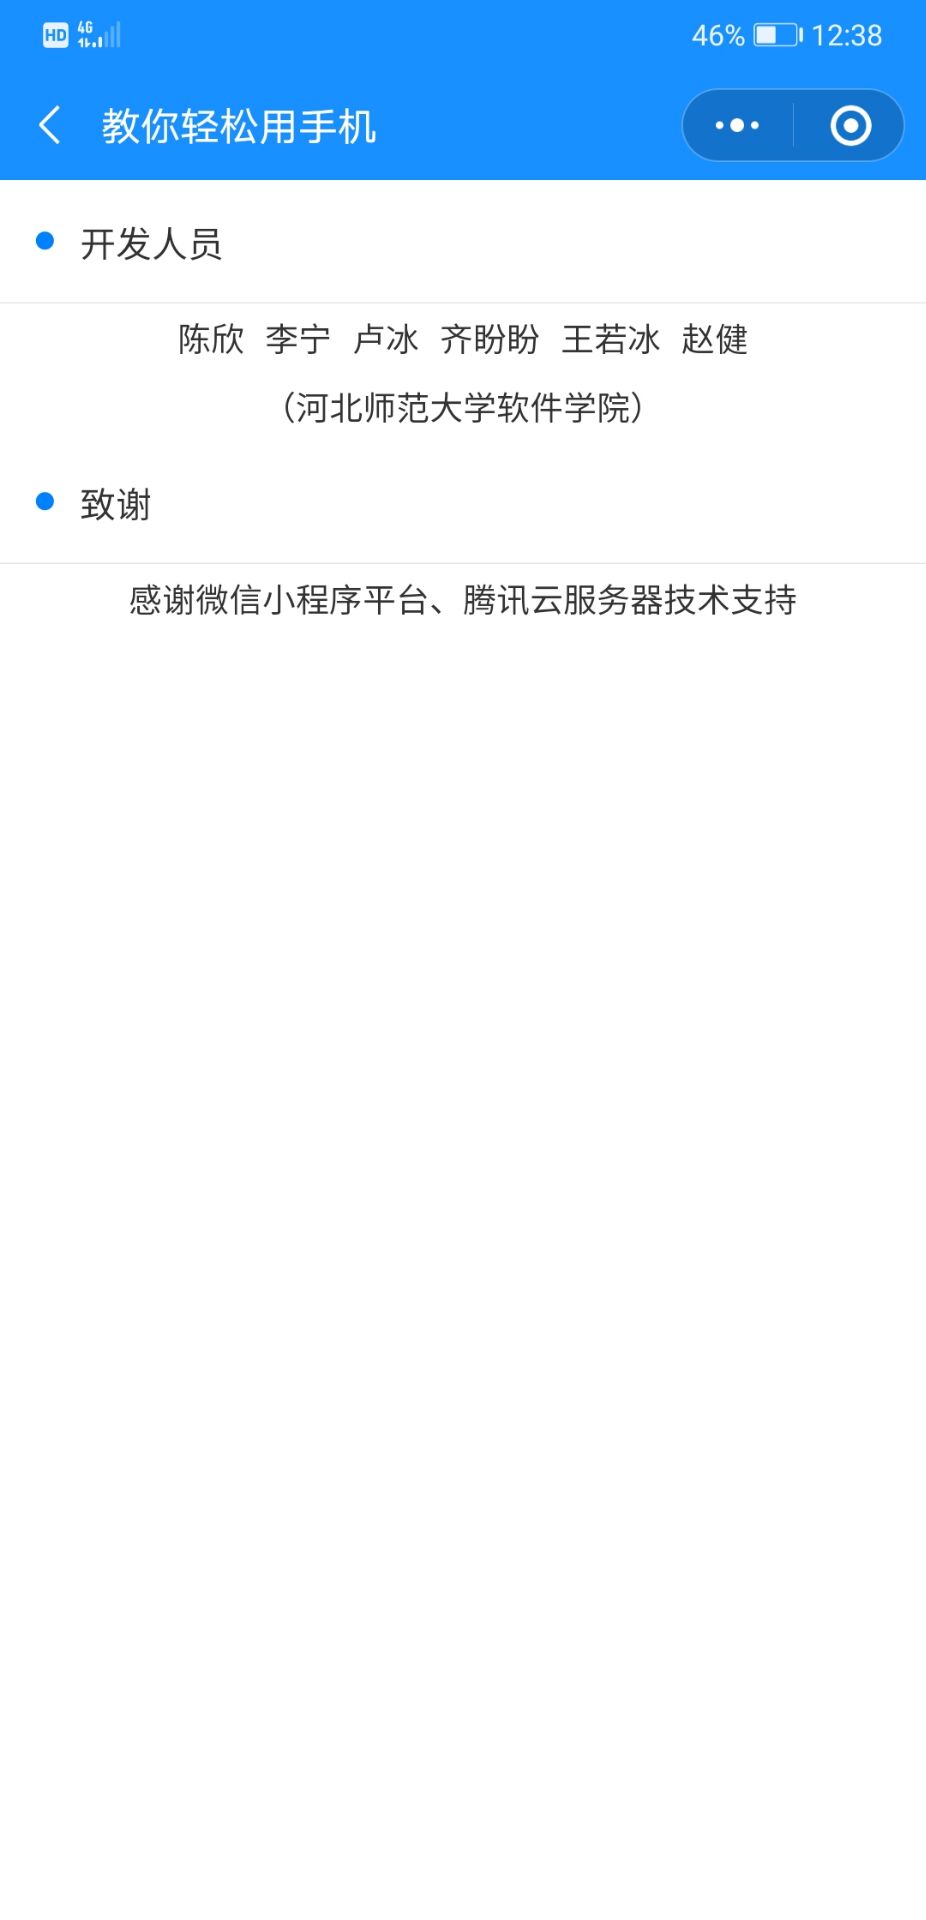 HD 4G 46% 12:38
教你轻松用手机
开发人员
陈欣 李宁 卢冰 齐盼盼 王若冰 赵健
（河北师范大学软件学院）
致谢
感谢微信小程序平台、腾讯云服务器技术支持